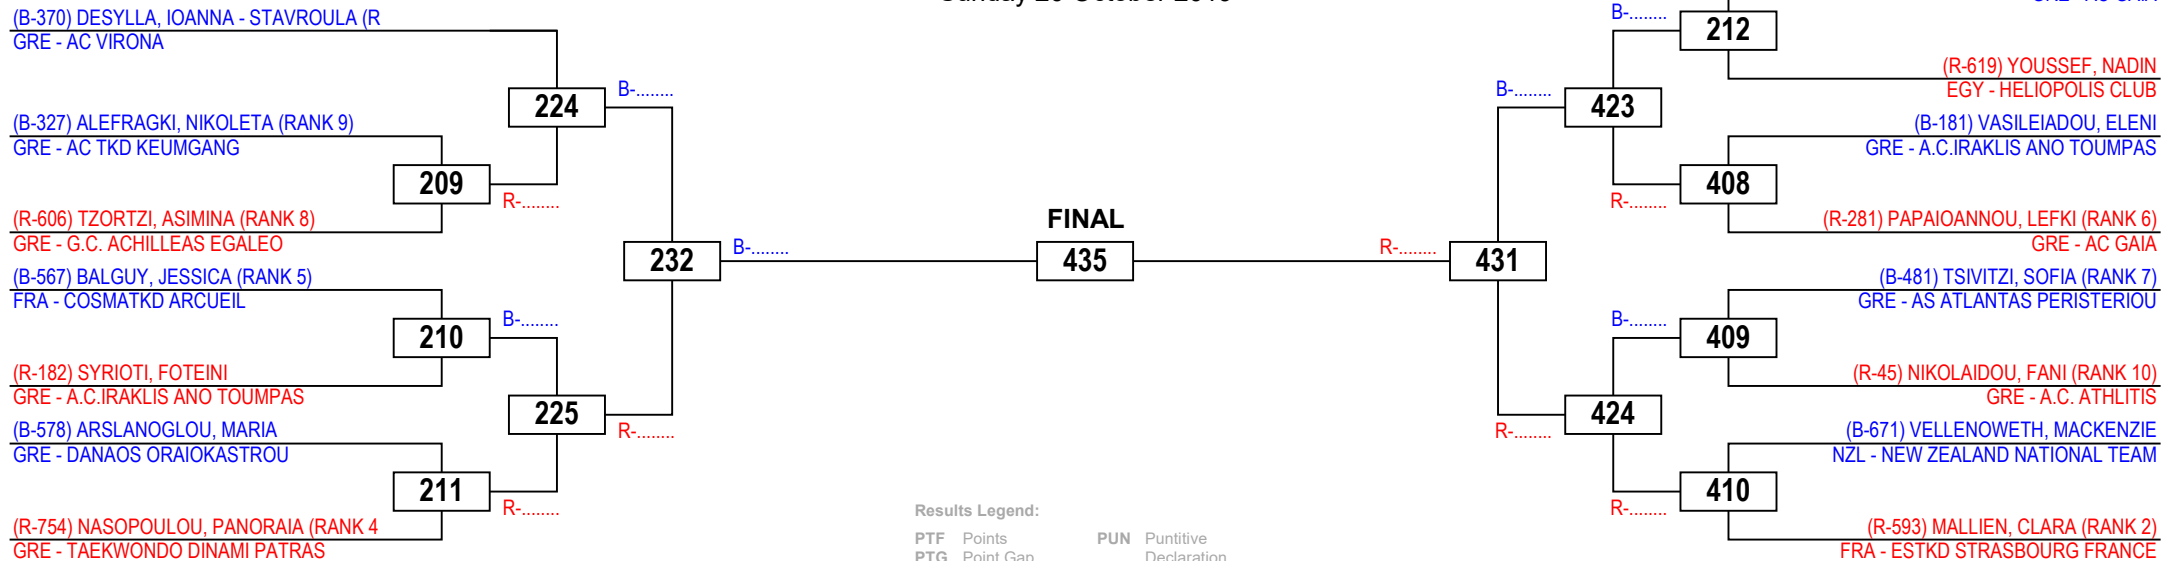 (B-370) DESYLLA, IOANNA - STAVROULA (R
GRE - AC VIRONA
(B-327) ALEFRAGKI, NIKOLETA (RANK 9)
GRE - AC TKD KEUMGANG
(R-606) TZORTZI, ASIMINA (RANK 8)
GRE - G.C. ACHILLEAS EGALEO
(B-567) BALGUY, JESSICA (RANK 5)
FRA - COSMATKD ARCUEIL
(R-182) SYRIOTI, FOTEINI
GRE - A.C.IRAKLIS ANO TOUMPAS
(B-578) ARSLANOGLOU, MARIA
GRE - DANAOS ORAIOKASTROU
(R-754) NASOPOULOU, PANORAIA (RANK 4
GRE - TAEKWONDO DINAMI PATRAS
209
210
B-........
211
R-........
224
R-........
225
B-........
R-........
232
B-........
FINAL
435
R-........
431
B-........
R-........
423
424
B-........
R-........
B-........
R-........
212
408
409
410
(R-619) YOUSSEF, NADIN
EGY - HELIOPOLIS CLUB
(B-181) VASILEIADOU, ELENI
GRE - A.C.IRAKLIS ANO TOUMPAS
(R-281) PAPAIOANNOU, LEFKI (RANK 6)
GRE - AC GAIA
(B-481) TSIVITZI, SOFIA (RANK 7)
GRE - AS ATLANTAS PERISTERIOU
(R-45) NIKOLAIDOU, FANI (RANK 10)
GRE - A.C. ATHLITIS
(B-671) VELLENOWETH, MACKENZIE
NZL - NEW ZEALAND NATIONAL TEAM
(R-593) MALLIEN, CLARA (RANK 2)
FRA - ESTKD STRASBOURG FRANCE
Results Legend:
PTF Points PUN Puntitive
PTG Point Gap Declaration